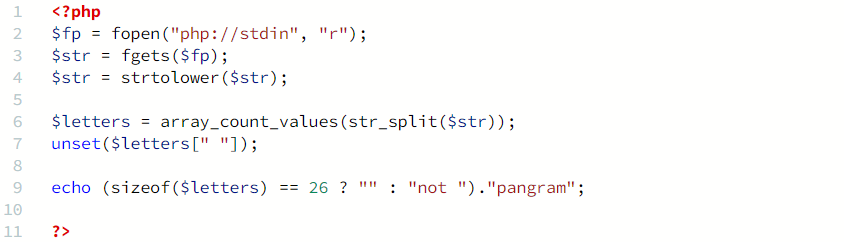 1 <?php
2 $fp = fopen("php://stdin", "r");
3 $str = fgets($fp);
4 $str = strtolower($str);
5
6 $letters = array_count_values(str_split($str));
7 unset($letters[" "]);
8
9 echo (sizeof($letters) == 26 ? "" : "not ")."pangram";
10
11 ?>